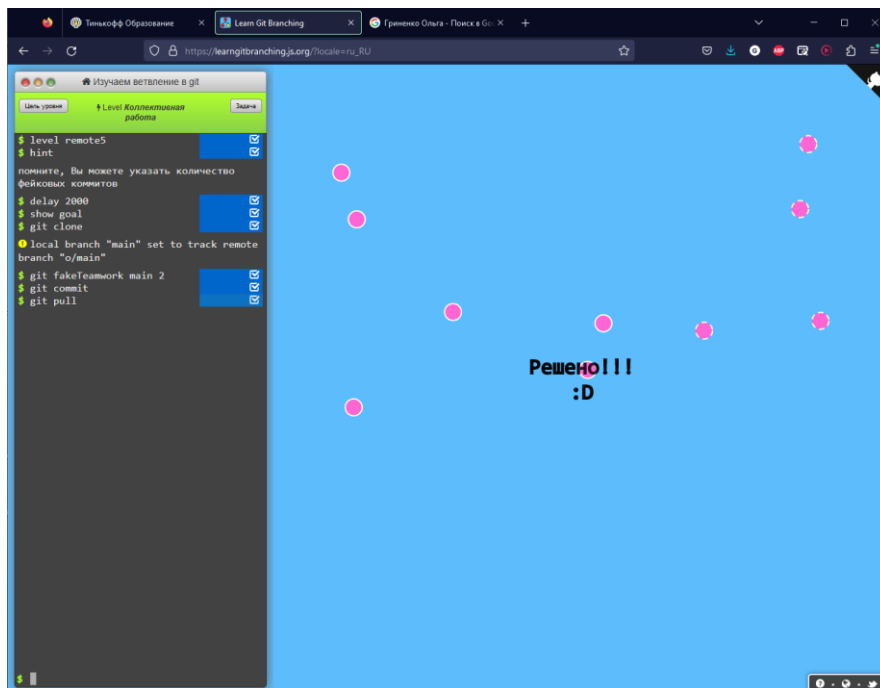 Тинькофф Образование
Learn Git Branching
Гриненко Ольга - Поиск в Goo
https://learngitbranching.js.org/?locale=ru_RU
Изучаем ветвление в git
Цель уровня
Level Коллективная
работа
Задача
$ level remote5
$ hint
помните, Вы можете указать количество
фейковых коммитов
$ delay 2000
$ show goal
$ git clone
local branch "main" set to track remote
branch "o/main"
$ git fakeTeamwork main 2
$ git commit
$ git pull
Решено!!!
:D
$